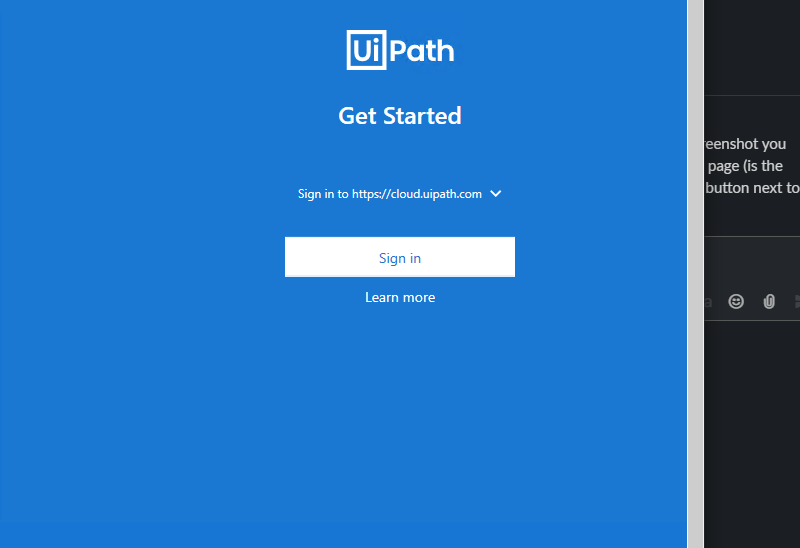 UiPath
Get Started
Sign in to https://cloud.uipath.com
Sign in
Learn more
reenshot you
page (is the
button next to